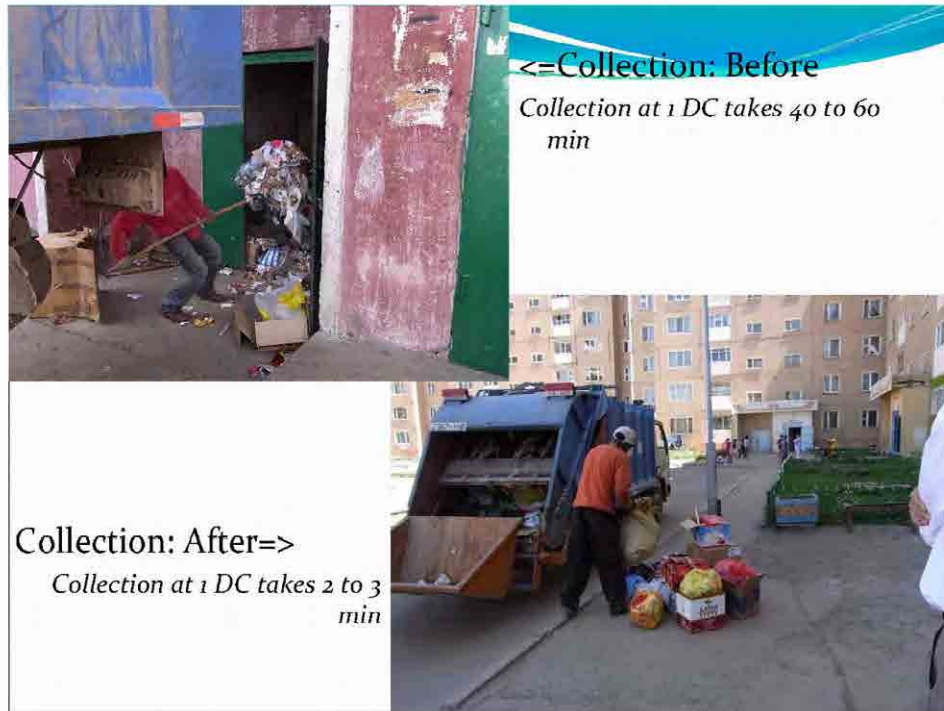 <=Collection: Before
Collection at 1 DC takes 40 to 60
min
Collection: After=>
Collection at 1 DC takes 2 to 3
min